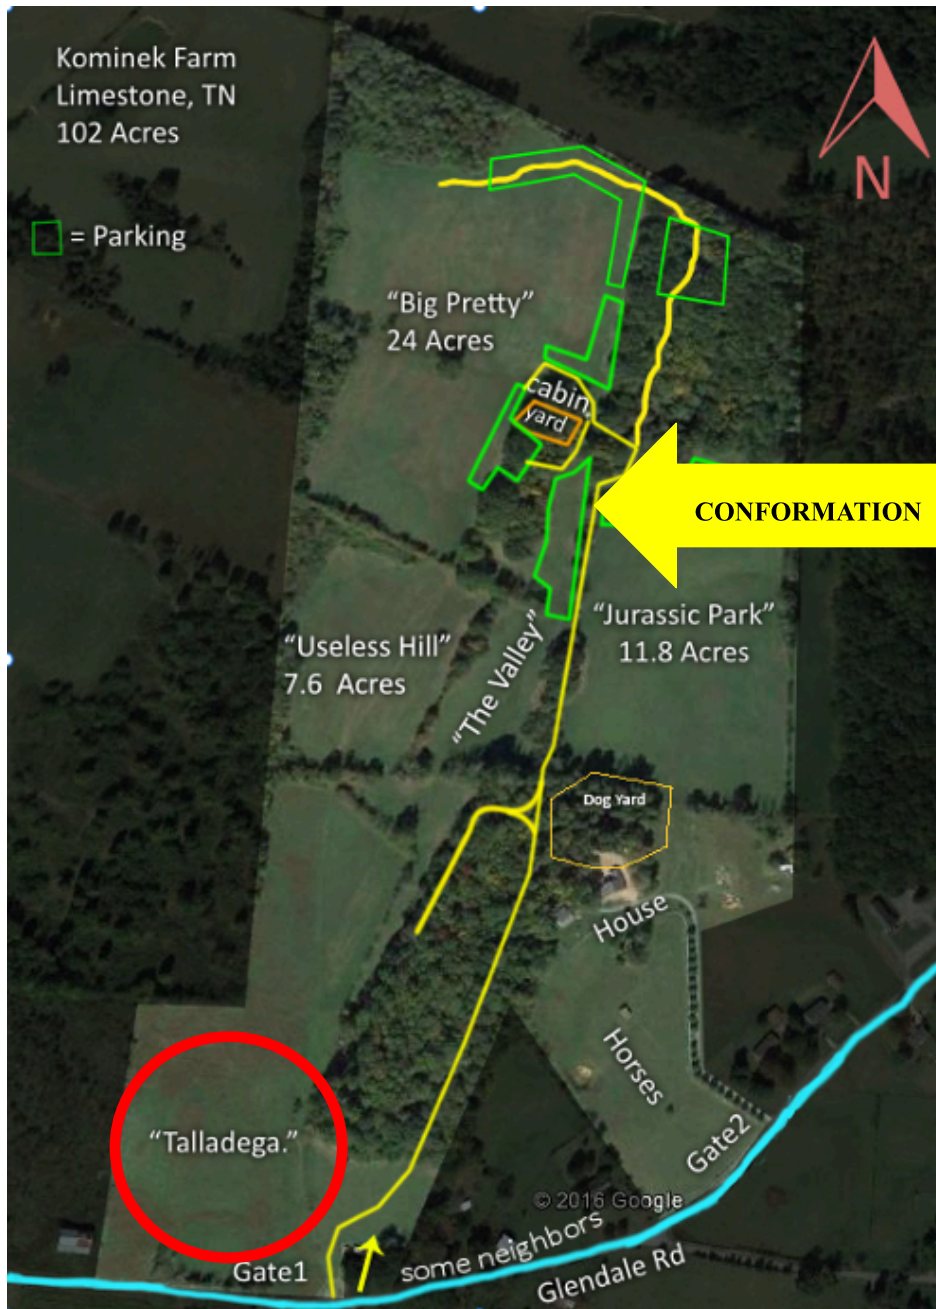 Kominek Farm
Limestone, TN
102 Acres
N
= Parking
“Big Pretty”
24 Acres
cabin,
yard
CONFORMATION
“Jurassic Park”
11.8 Acres
“Useless Hill”
7.6 Acres
“The Valley”
Dog Yard
House
Horses
“Talladega.”
Gate2
© 2016 Google
some neighbors
Gate1
Glendale Rd